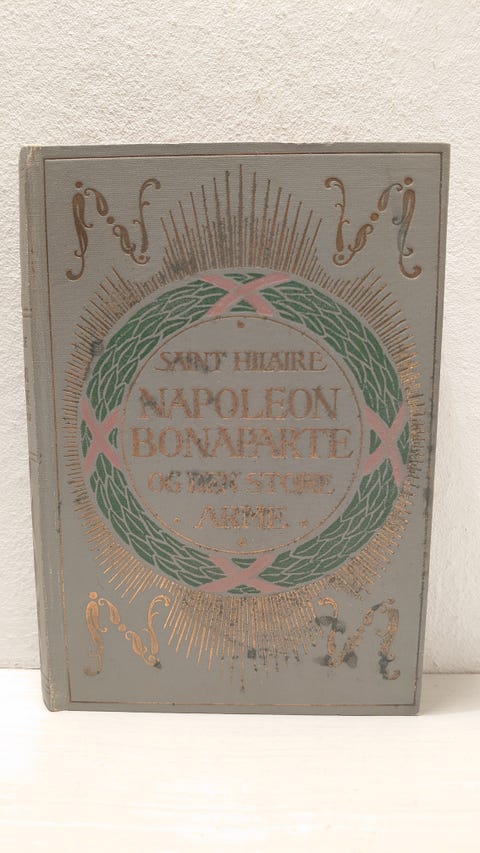 N N
SAINT HILAIRE
NAPOLEON
BONAPARTE
OG DEN STORE
ARMÉ
N N